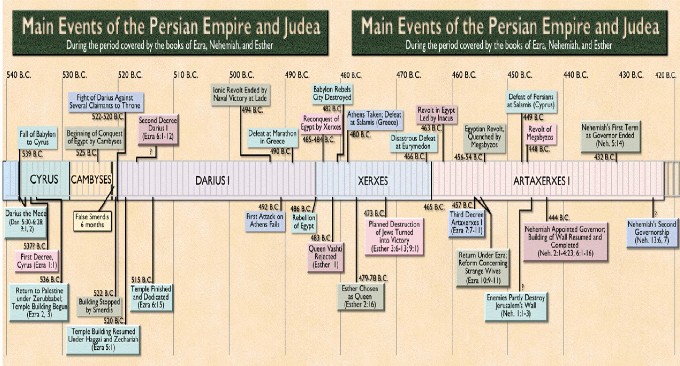 Main Events of the Persian Empire and Judea
During the period covered by the books of Ezra, Nehemiah, and Esther
Main Events of the Persian Empire and Judea
During the period covered by the books of Ezra, Nehemiah, and Esther
540 B.C.
530 B.C.
520 B.C.
510 B.C.
500 B.C.
490 B.C.
480 B.C.
470 B.C.
460 B.C.
450 B.C.
440 B.C.
430 B.C.
420 B.C.
Fall of Babylon
to Cyrus
539 B.C.
Beginning of Conquest
of Egypt by Cambyses
525 B.C.
Fight of Darius Against
Several Claimants to Throne
522-520 B.C.
Second Decree
Darius I
(Ezra 6:1-12)
?
Ionic Revolt Ended by
Naval Victory at Lade
494 B.C.
Defeat at Marathon
in Greece
490 B.C.
Babylon Rebels
City Destroyed
482 B.C.
Reconquest
of Egypt by Xerxes
485-484 B.C.
Athens Taken; Defeat
at Salamis (Greece)
480 B.C.
Disastrous Defeat
at Eurymedon
466 B.C.
Revolt in Egypt
Led by Inacus
463 B.C.
Egyptian Revolt,
Quenched by
Megabyzos
456-54 B.C.
Defeat of Persians
at Salamis (Cyprus)
449 B.C.
Revolt of
Megabyzos
448 B.C.
Nehemiah's First Term
as Governor Ended
(Neh. 5:14)
432 B.C.
CYRUS
CAMBYSES
DARIUS I
XERXES
ARTAXERXES I
Darius the Mede
9:1, 2)
537? B.C.
First Decree,
Cyrus (Ezra 1:1)
536 B.C.
Return to Palestine
under Zerubbabel;
Temple Building Begun
(Ezra 2, 3)
False Smerdis
6 months
522 B.C.
Building Stopped
by Smerdis
520 B.C.
Temple Building Resumed
Under Haggai and Zechariah
(Ezra 5:1)
515 B.C.
Temple Finished
and Dedicated
(Ezra 6:15)
492 B.C.
First Attack on
Athens Fails
486 B.C.
Rebellion
of Egypt
483 B.C.
Queen Vashti
Rejected
(Esther 1)
479-78 B.C.
Esther Chosen
as Queen
(Esther 2:16)
473 B.C.
Planned Destruction
of Jews Turned
into Victory
(Esther 3:6-13; 9:1)
465 B.C.
457 B.C.
Third Decree
Artaxerxes I
(Ezra 7:7-11)
Return Under Ezra;
Reform Concerning
Strange Wives
(Ezra 10:9-11)
?
Enemies Partly Destroy
Jerusalem's Wall
(Neh. 1:1-3)
444 B.C.
Nehemiah Appointed Governor;
Building of Wall Resumed and
Completed
(Neh. 2:1-4:23; 6:1-16)
?
Nehemiah's Second
Governorship
(Neh. 13:6, 7)